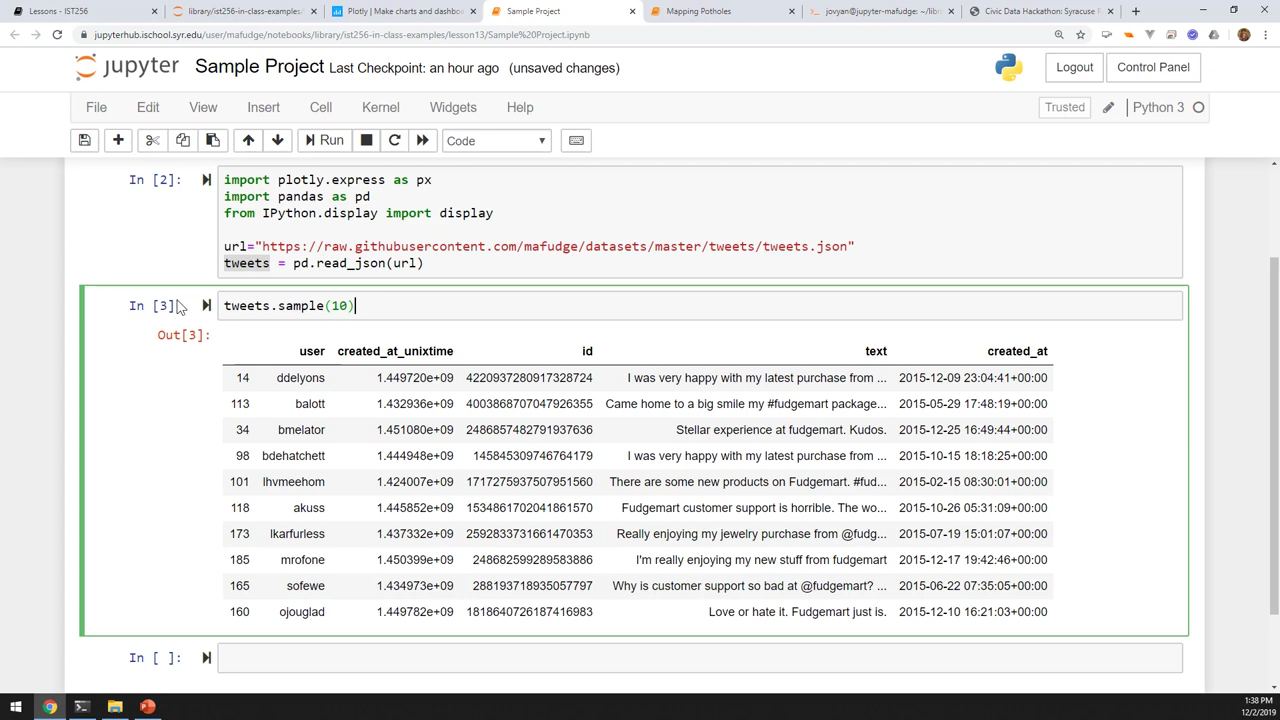 Lessons - IST256
library/ist256-in-class-examples/
Plotly | Make charts and dashbo
Sample Project
Mapping Potholes
jovyan@jupyter-mafudge: ~/libra
Civic Data Hackathon: Syracuse R
jupyterhub.ischool.syr.edu/user/mafudge/notebooks/library/ist256-in-class-examples/lesson13/Sample%20Project.ipynb
jupyter Sample Project Last Checkpoint: an hour ago (unsaved changes)
Logout
Control Panel
File Edit View Insert Cell Kernel Widgets Help
Trusted
Python 3
Run
Code
In [2]:
import plotly.express as px
import pandas as pd
from IPython.display import display
url="https://raw.githubusercontent.com/mafudge/datasets/master/tweets/tweets.json"
tweets = pd.read_json(url)
In [3]:
tweets.sample(10)
Out[3]:
user created_at_unixtime id text created_at
14 ddelyons 1.449720e+09 4220937280917328724 I was very happy with my latest purchase from ... 2015-12-09 23:04:41+00:00
113 balott 1.432936e+09 4003868707047926355 Came home to a big smile my #fudgemart package... 2015-05-29 17:48:19+00:00
34 bmelator 1.451080e+09 2486857482791937636 Stellar experience at fudgemart. Kudos. 2015-12-25 16:49:44+00:00
98 bdehatchett 1.444948e+09 145845309746764179 I was very happy with my latest purchase from ... 2015-10-15 18:18:25+00:00
101 lhvmeehom 1.424007e+09 1717275937507951560 There are some new products on Fudgemart. #fud... 2015-02-15 08:30:01+00:00
118 akuss 1.445852e+09 1534861702041861570 Fudgemart customer support is horrible. The wo... 2015-10-26 05:31:09+00:00
173 lkarfurless 1.437332e+09 2592833731661470353 Really enjoying my jewelry purchase from @fudg... 2015-07-19 15:01:07+00:00
185 mrofone 1.450399e+09 248682599289583886 I'm really enjoying my new stuff from fudgemart 2015-12-17 19:42:46+00:00
165 sofewe 1.434973e+09 288193718935057797 Why is customer support so bad at @fudgemart? ... 2015-06-22 07:35:05+00:00
160 ojouglad 1.449782e+09 1818640726187416983 Love or hate it. Fudgemart just is. 2015-12-10 16:21:03+00:00
In [ ]:
1:38 PM
12/2/2019